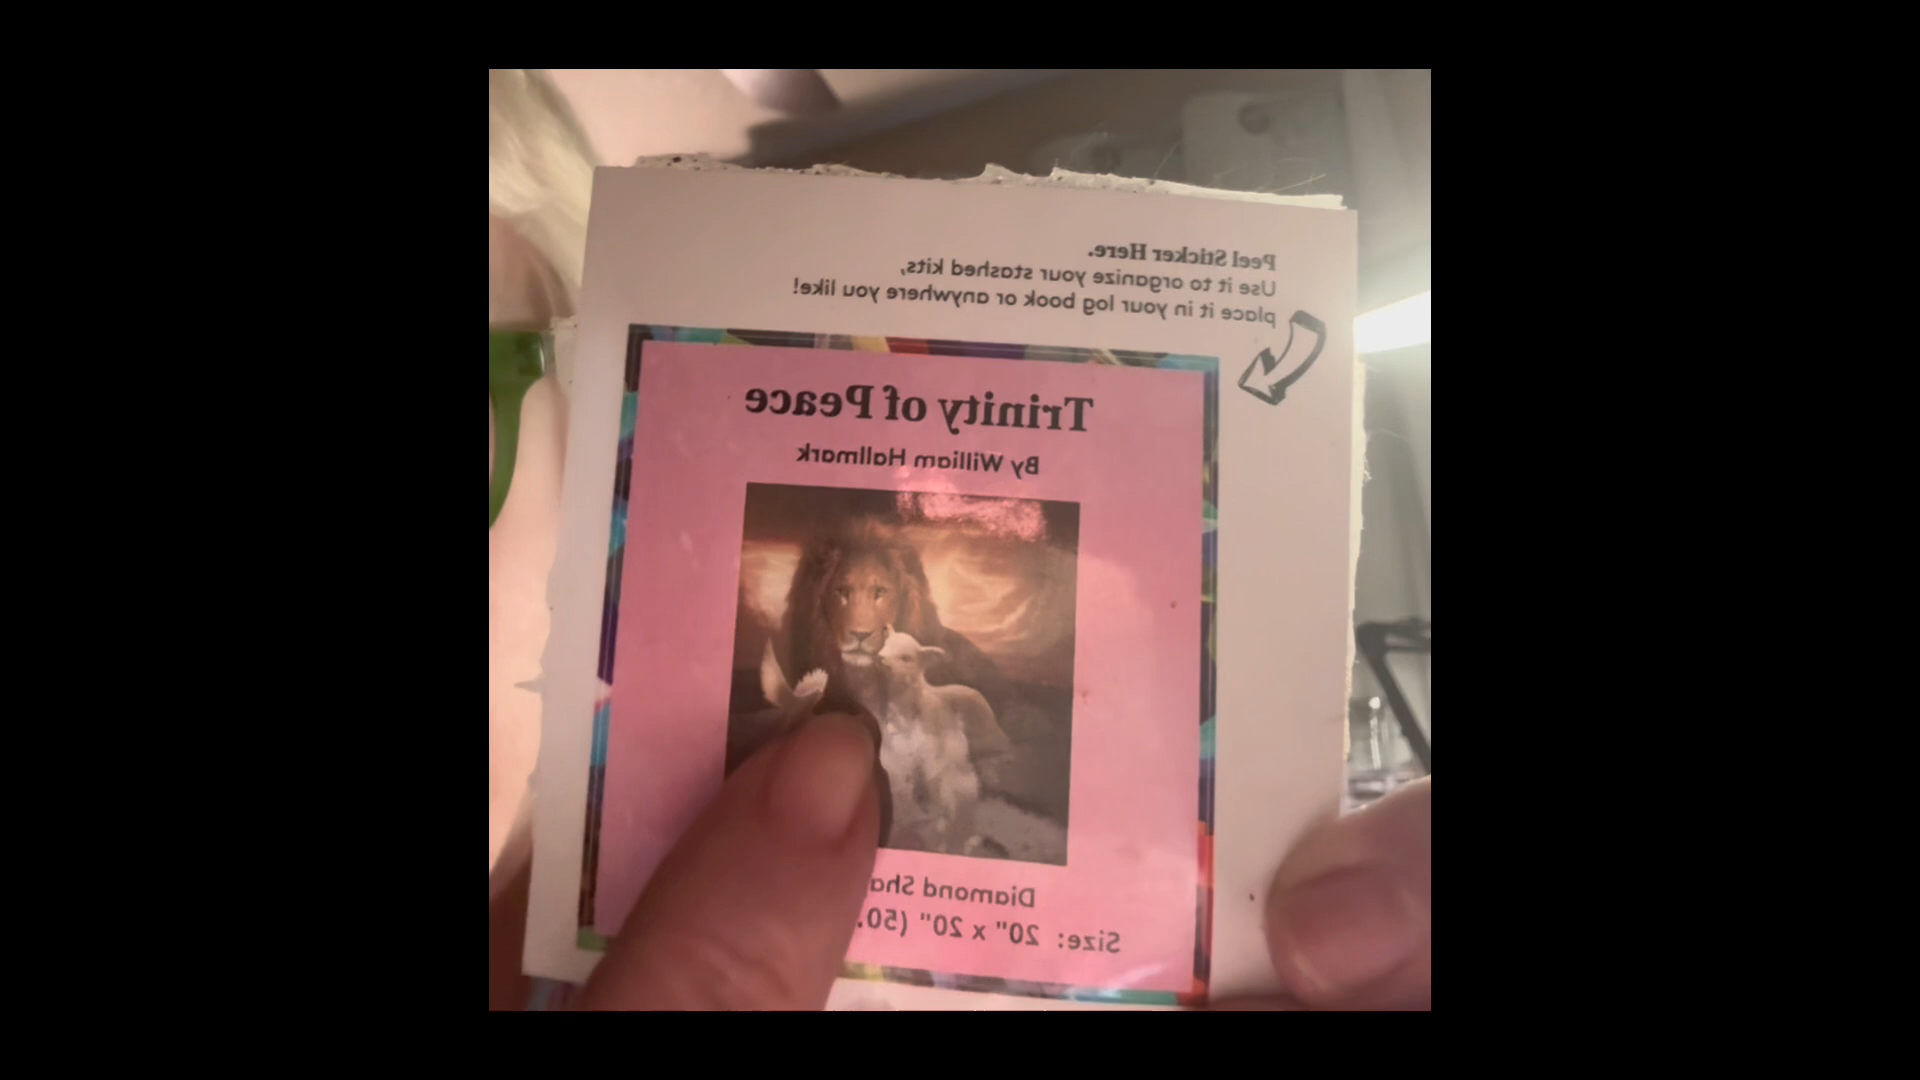 Peel Sticker Here.
Use it to organize your stashed kits,
place it in your log book or anywhere you like!
Trinity of Peace
By William Hallmark
Diamond Sha
Size: 20" x 20" (50.